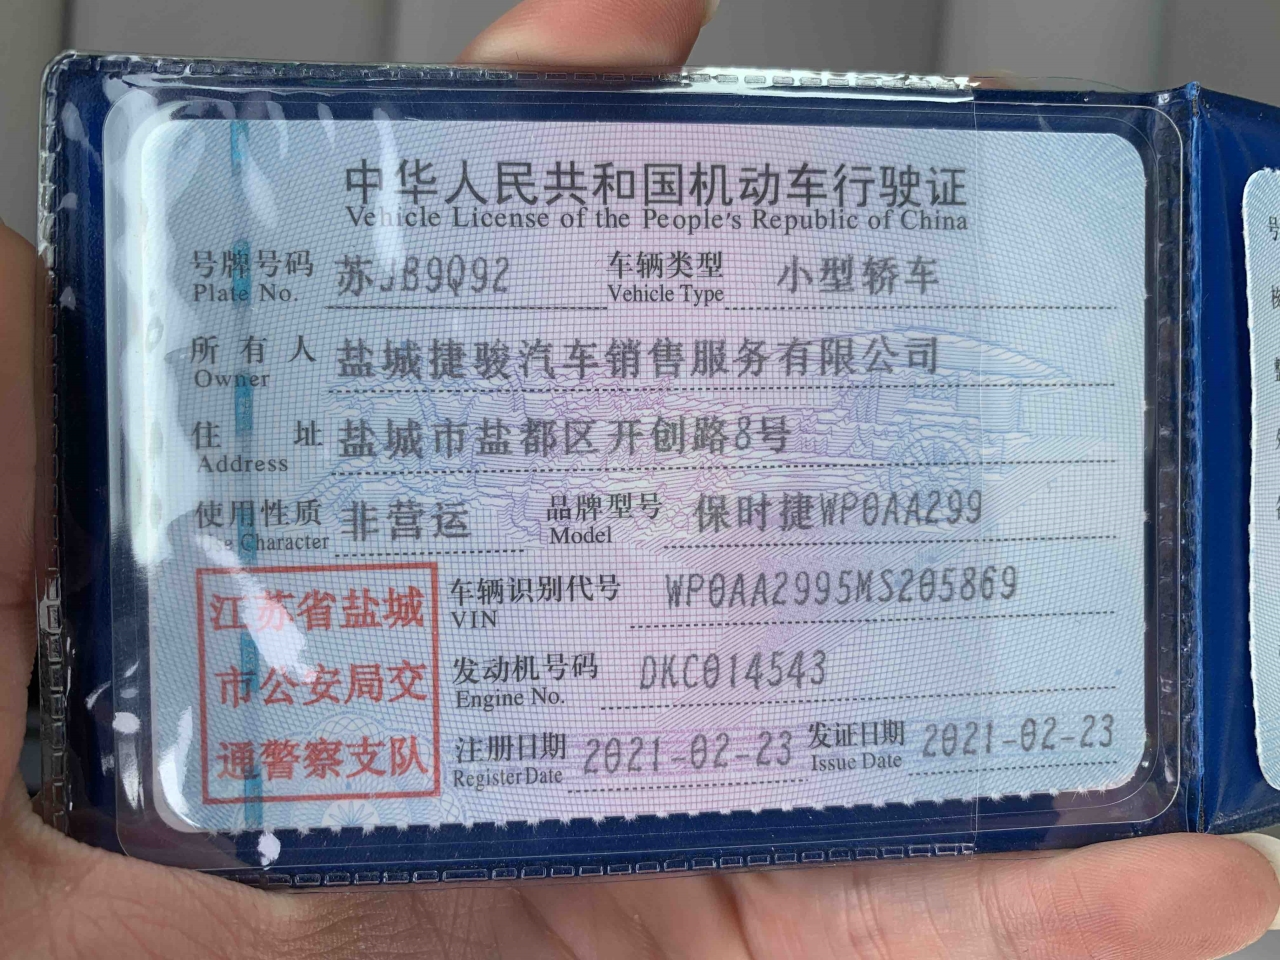 中华人民共和国机动车行驶证
Vehicle License of the People's Republic of China
号牌号码 苏JB9Q92 车辆类型 小型轿车
Plate No. Vehicle Type
所有人 盐城捷骏汽车销售服务有限公司
Owner
住址 盐城市盐都区开创路8号
Address
使用性质 非营运 品牌型号 保时捷WP0AA299
Character Model
江苏省盐城
市公安局交
通警察支队
车辆识别代号 WP0AA2995MS205869
VIN
发动机号码 DKC014543
Engine No.
注册日期 2021-02-23 发证日期 2021-02-23
Register Date Issue Date